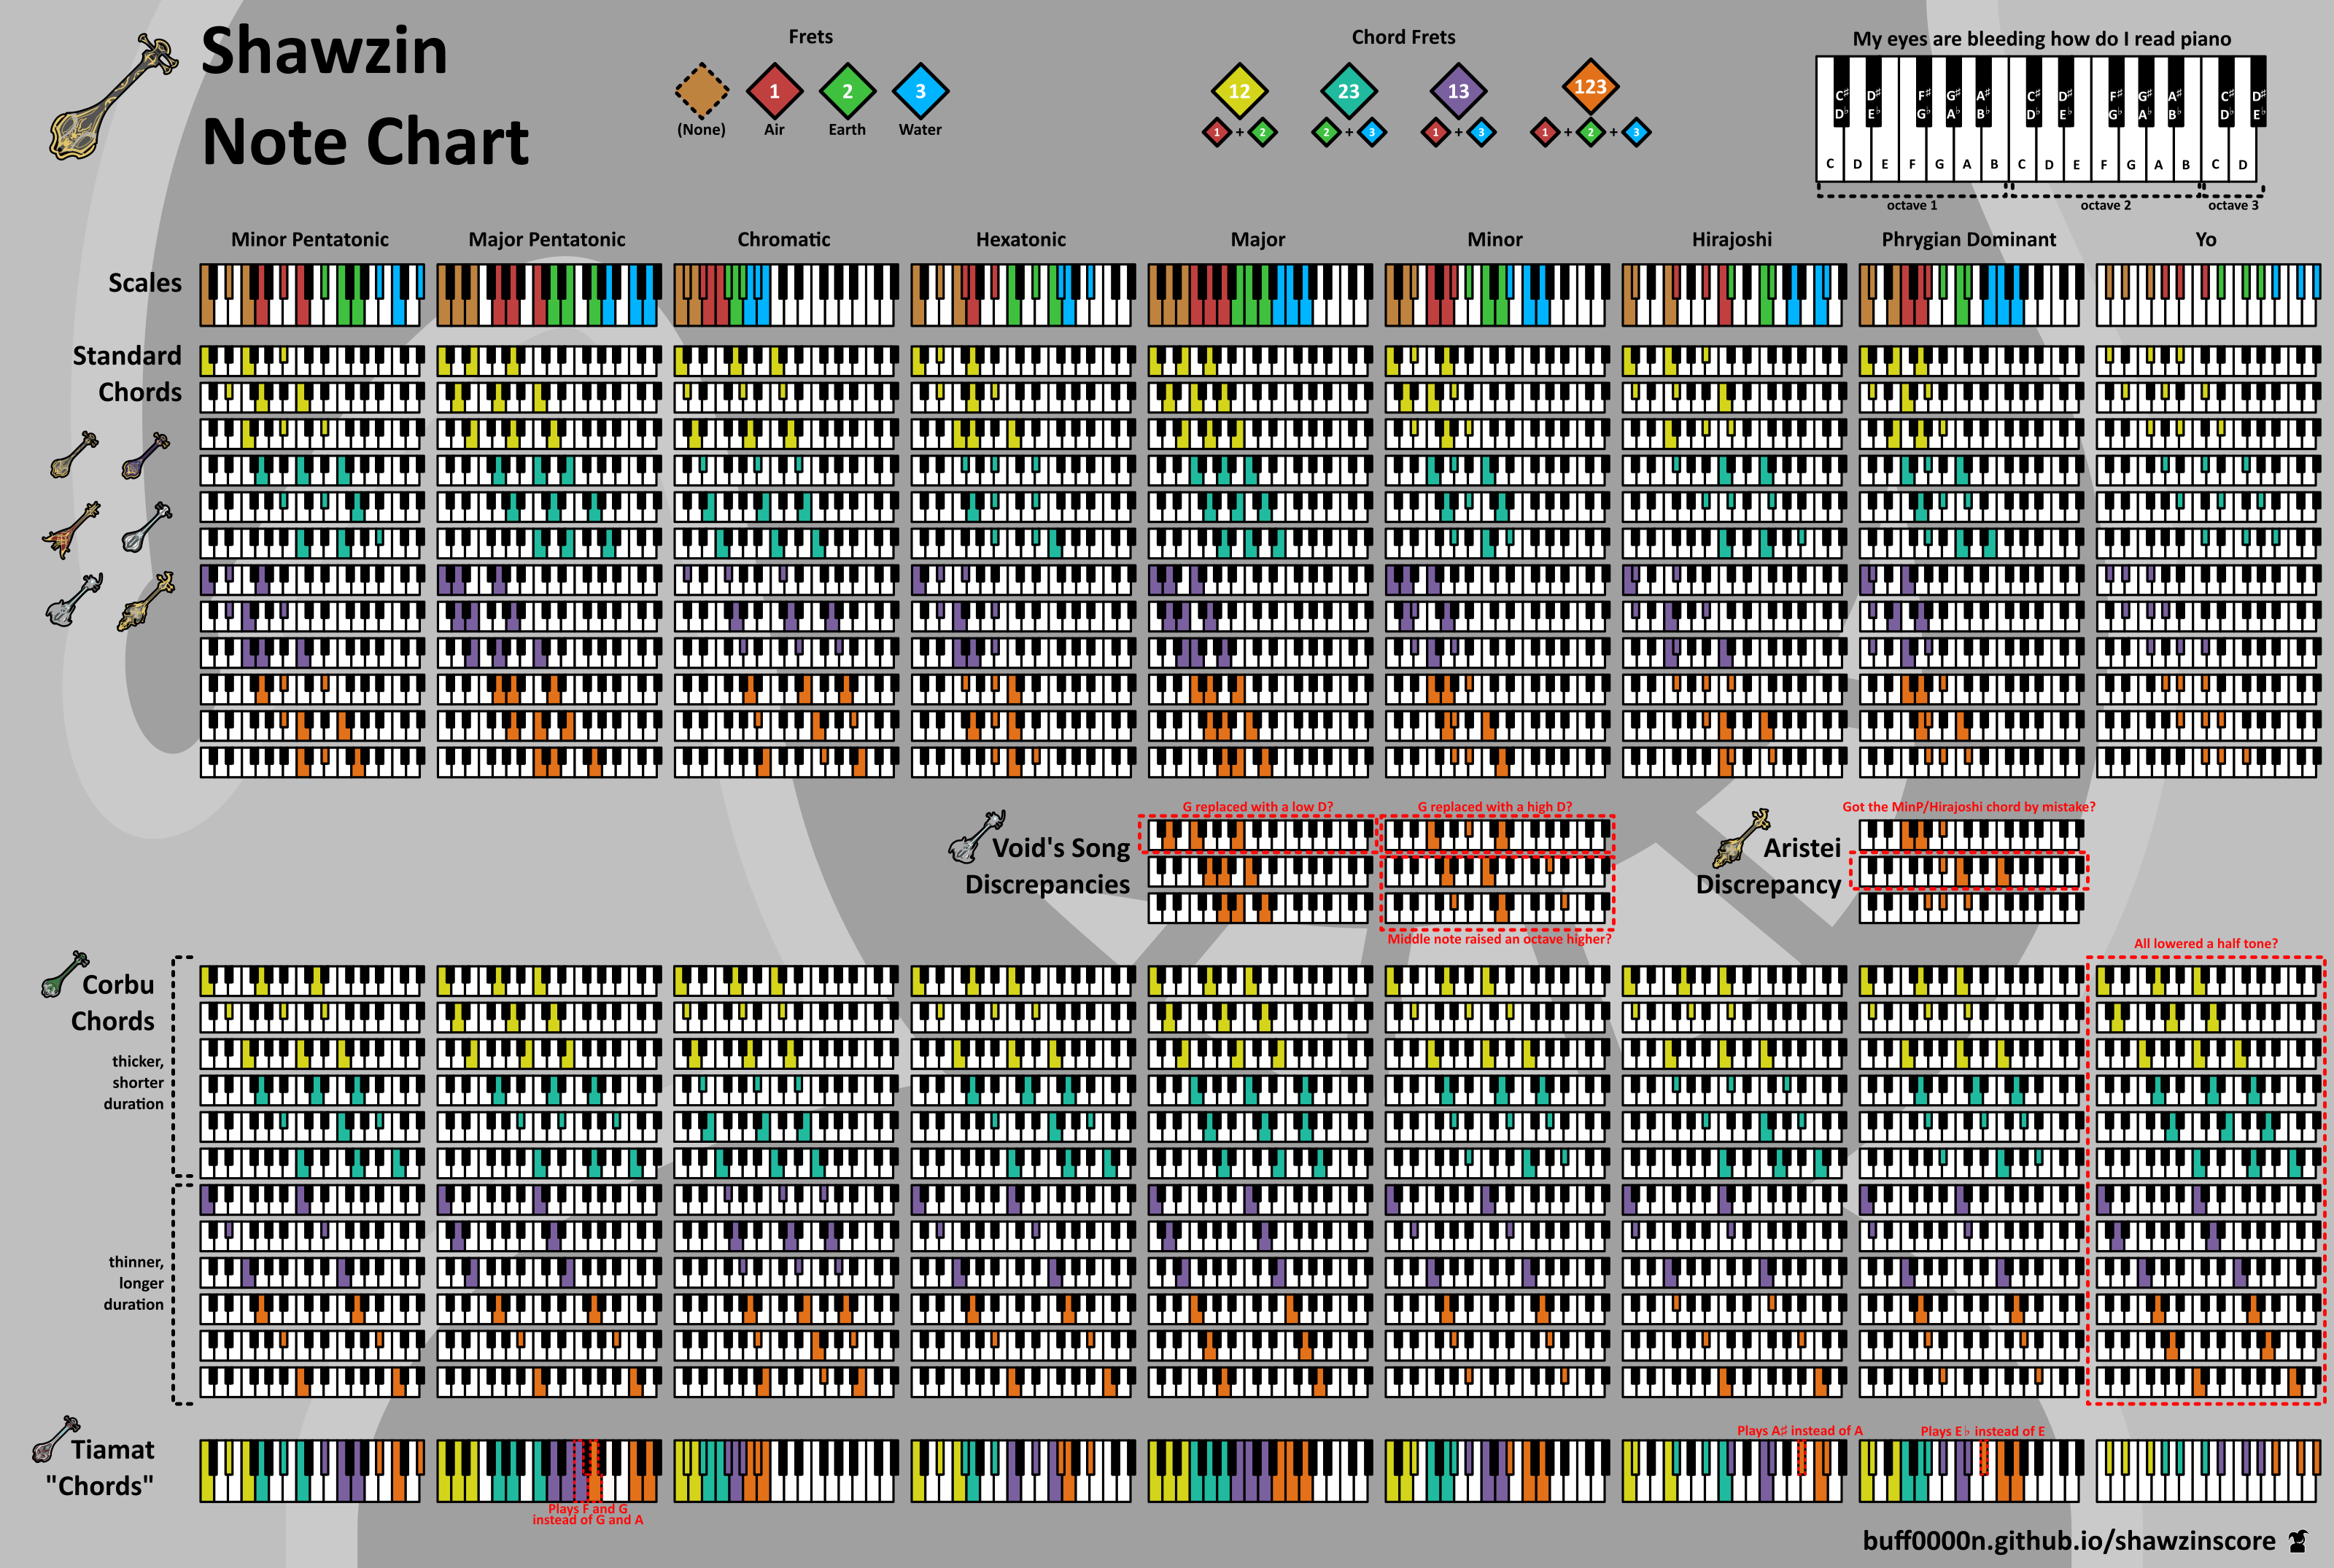 Shawzin
Note Chart
Frets
1
2
3
(None)
Air
Earth
Water
Chord Frets
12
23
13
123
1 + 2
2 + 3
1 + 3
1 + 2 + 3
My eyes are bleeding how do I read piano
C♯ D♯ F♯ G♯ A♯ C♯ D♯ F♯ G♯ A♯ C♯ D♯
D♭ E♭ G♭ A♭ B♭ D♭ E♭ G♭ A♭ B♭ D♭ E♭
C D E F G A B C D E F G A B C D
octave 1
octave 2
octave 3
Minor Pentatonic
Major Pentatonic
Chromatic
Hexatonic
Major
Minor
Hirajoshi
Phrygian Dominant
Yo
Scales
Standard
Chords
G replaced with a low D?
G replaced with a high D?
Got the MinP/Hirajoshi chord by mistake?
Void's Song
Discrepancies
Aristei
Discrepancy
Middle note raised an octave higher?
All lowered a half tone?
Corbu
Chords
thicker,
shorter
duration
thinner,
longer
duration
Plays A♯ instead of A
Plays E♭ instead of E
Tiamat
"Chords"
Plays F and G
instead of G and A
buff0000n.github.io/shawzinscore